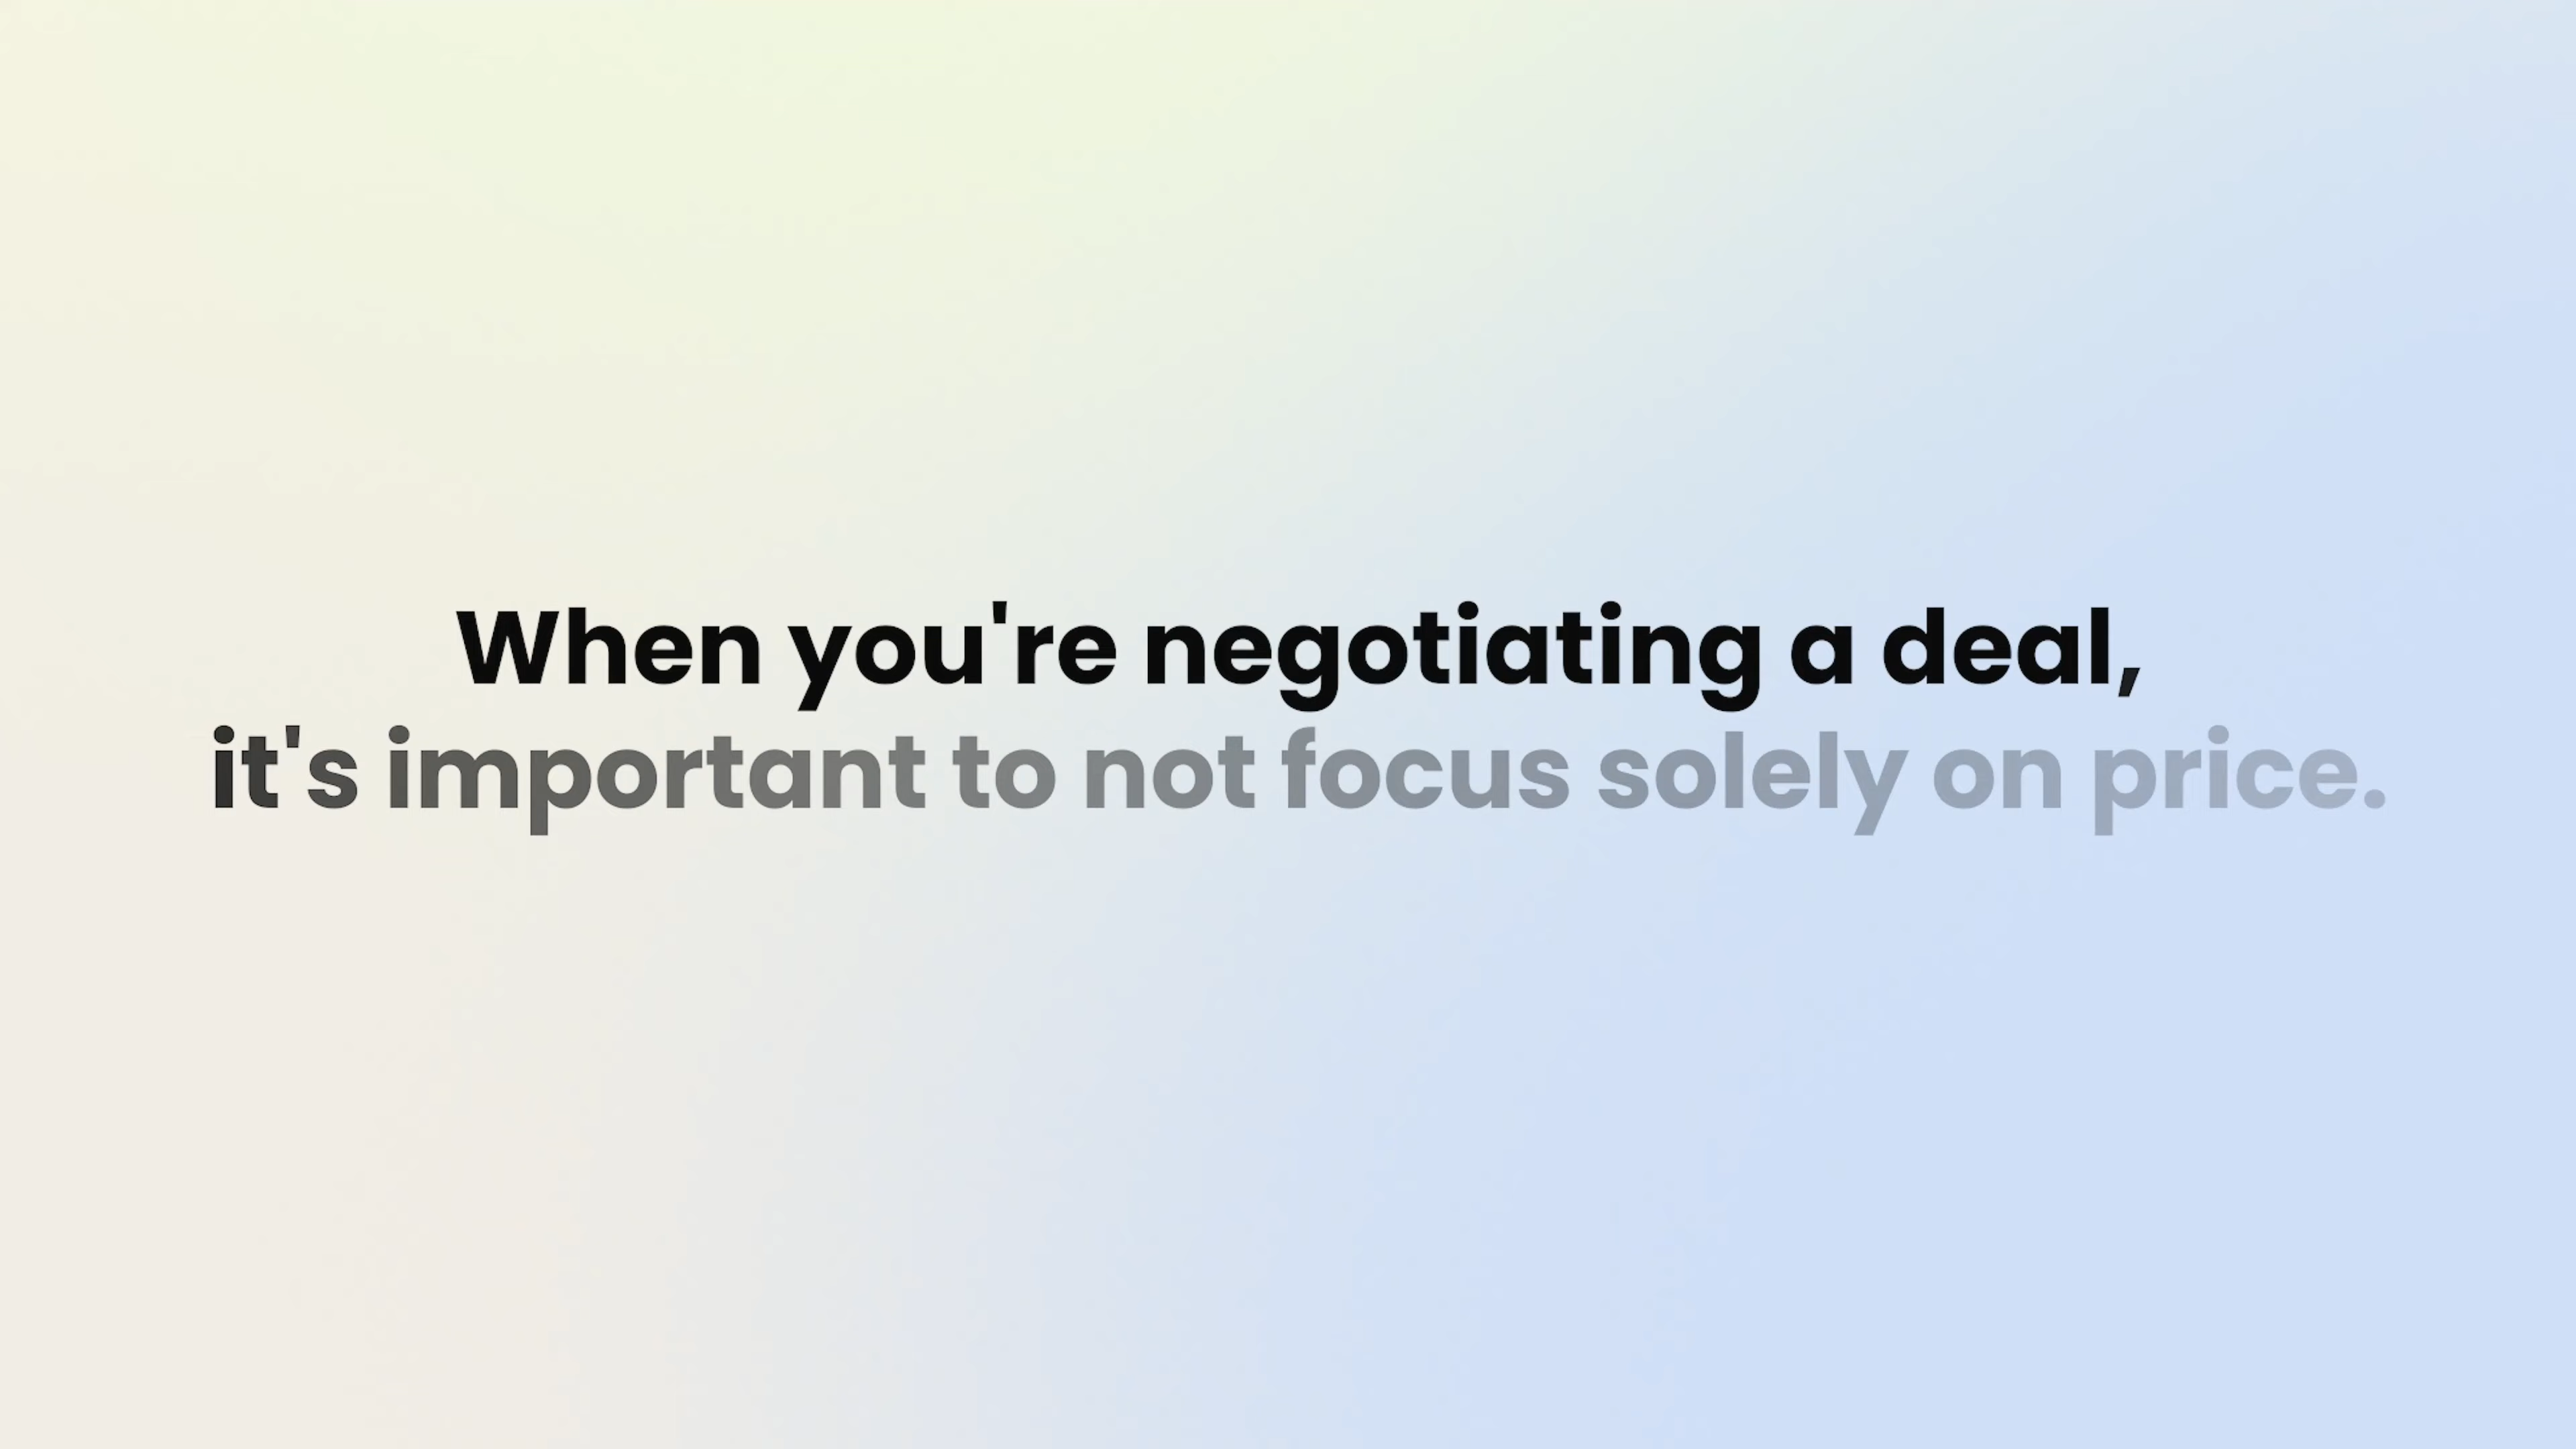 When you're negotiating a deal,
it's important to not focus solely on price.